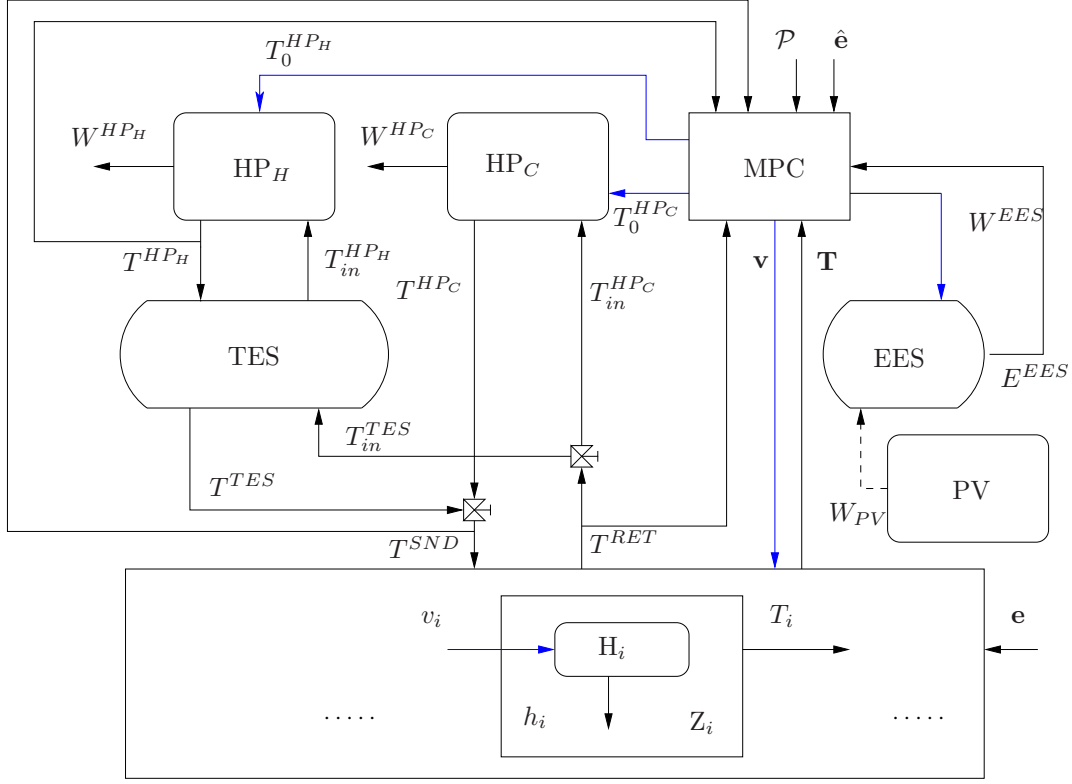 T_0^{HP_H}
𝒫
ê
W^{HP_H}
HP_H
W^{HP_C}
HP_C
MPC
T_0^{HP_C}
W^{EES}
T^{HP_H}
T_{in}^{HP_H}
T^{HP_C}
T_{in}^{HP_C}
v
T
TES
EES
E^{EES}
T_{in}^{TES}
T^{TES}
PV
W_{PV}
T^{SND}
T^{RET}
v_i
H_i
T_i
e
h_i
Z_i
.....
.....